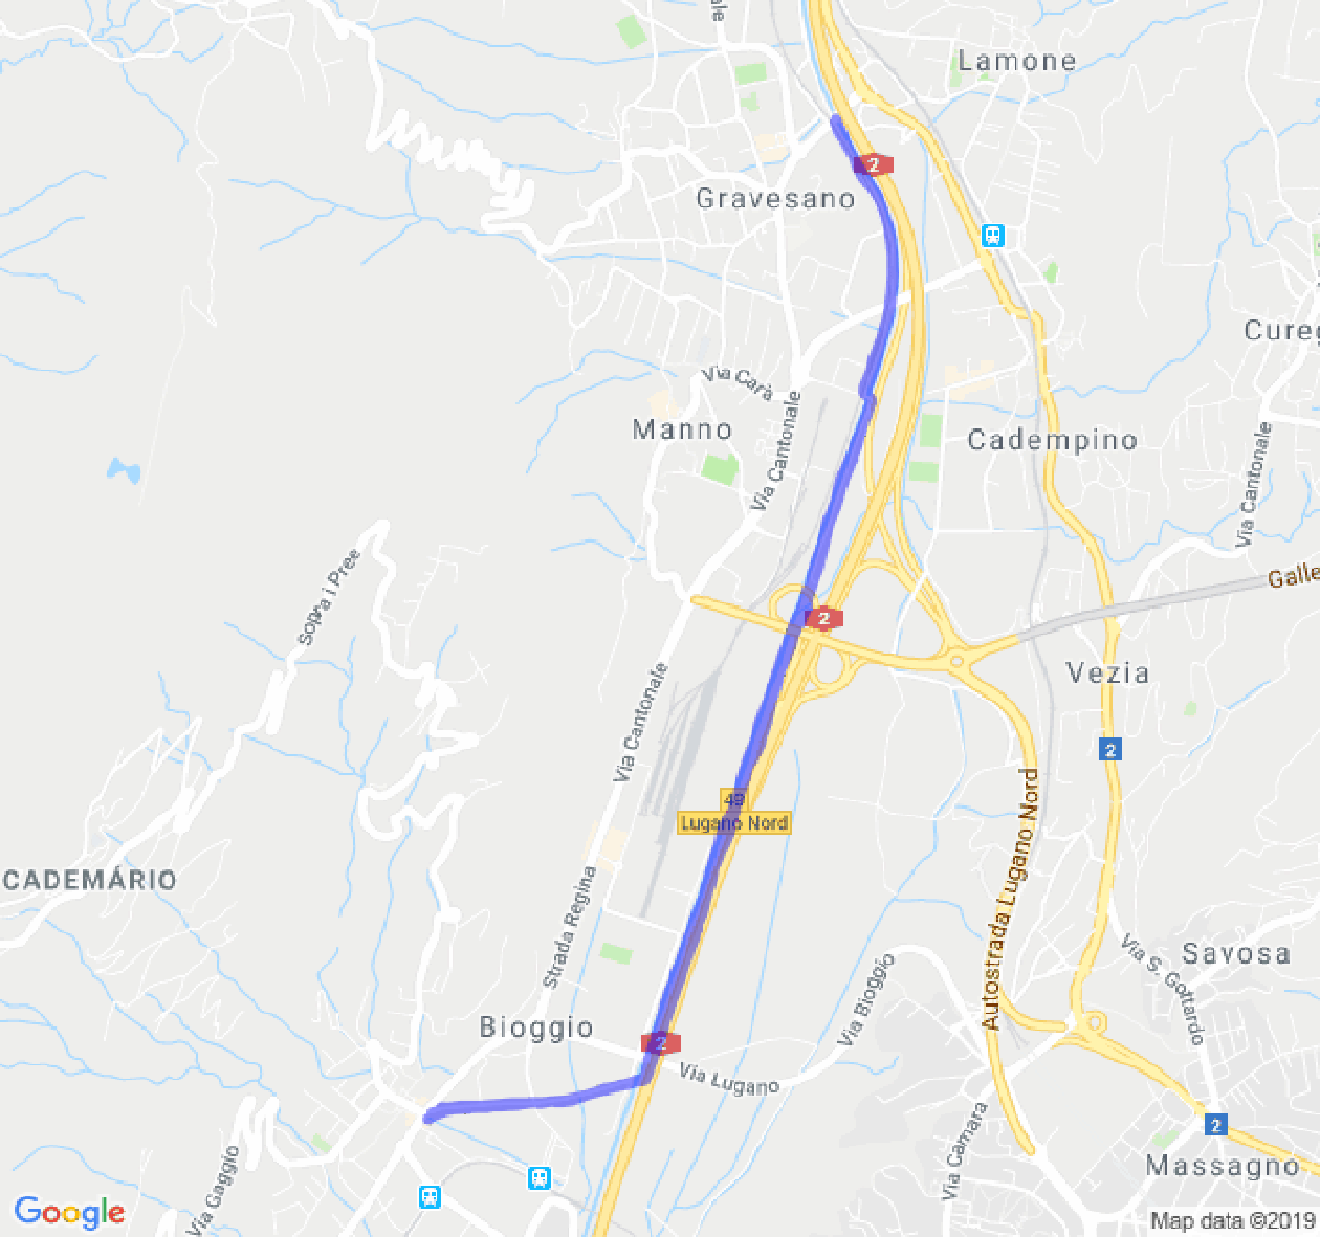 Lamone
2
Gravesano
Cureg
Via Carà
Manno
Via Cantonale
Cadempino
Via Cantonale
Sopra i Pree
Galle
2
Vezia
Via Cantonale
2
Lugano Nord
Autostrada Lugano Nord
CADEMÁRIO
Strada Regina
Via S. Gottardo
Savosa
Via Bioggio
Bioggio
2
Via Lugano
Via Camara
2
Via Gaggio
Massagno
Google
Map data ©2019